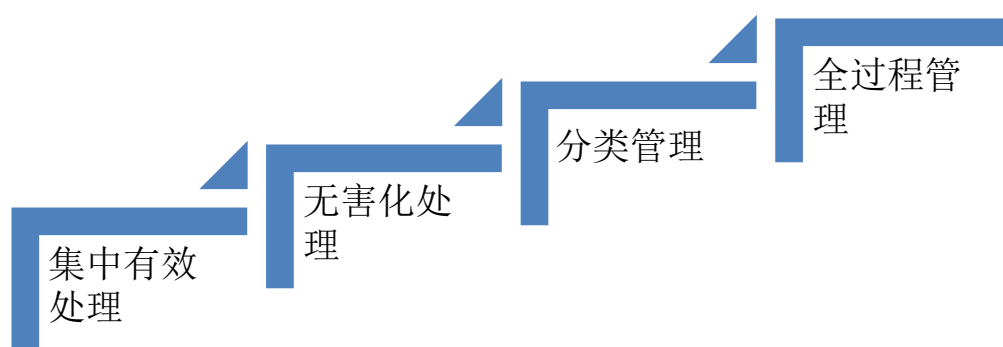 集中有效
处理
无害化处
理
分类管理
全过程管
理